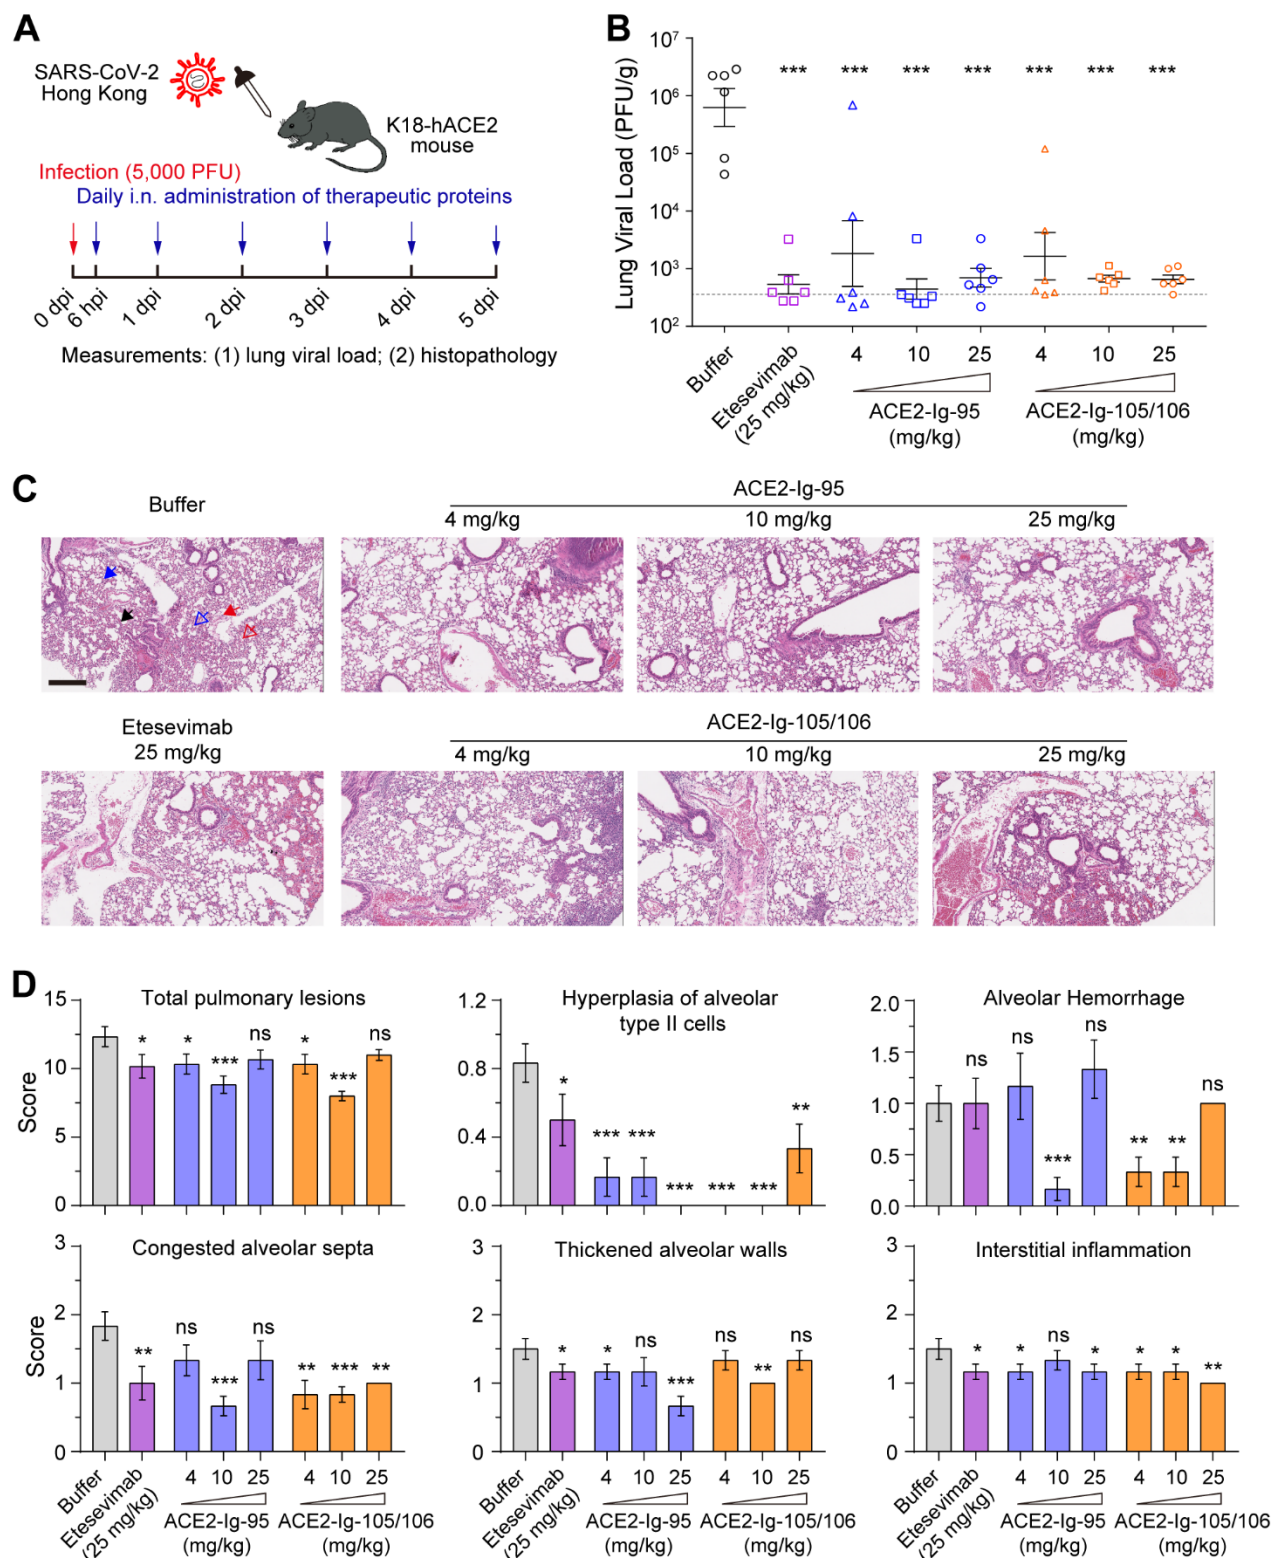 A
SARS-CoV-2
Hong Kong
K18-hACE2
mouse
Infection (5,000 PFU)
Daily i.n. administration of therapeutic proteins
0 dpi
6 hpi
1 dpi
2 dpi
3 dpi
4 dpi
5 dpi
Measurements: (1) lung viral load; (2) histopathology
B
Lung Viral Load (PFU/g)
10⁷
10⁶
10⁵
10⁴
10³
10²
*** *** *** *** *** *** ***
Buffer
Etesevimab
(25 mg/kg)
4 10 25 4 10 25
ACE2-Ig-95
(mg/kg)
ACE2-Ig-105/106
(mg/kg)
C
Buffer
ACE2-Ig-95
4 mg/kg 10 mg/kg 25 mg/kg
Etesevimab
25 mg/kg
ACE2-Ig-105/106
4 mg/kg 10 mg/kg 25 mg/kg
D
Total pulmonary lesions
Score
15
10
5
0
* * *** ns * *** ns
Hyperplasia of alveolar
type II cells
1.2
0.8
0.4
0.0
* *** *** *** *** *** **
Alveolar Hemorrhage
2.0
1.5
1.0
0.5
0.0
ns ns *** ns ** ** ns
Congested alveolar septa
Score
3
2
1
0
** ns *** ns ** *** **
Buffer
Etesevimab
(25 mg/kg)
4 10 25 4 10 25
ACE2-Ig-95
(mg/kg)
ACE2-Ig-105/106
(mg/kg)
Thickened alveolar walls
3
2
1
0
* * ns *** ns ** ns
Buffer
Etesevimab
(25 mg/kg)
4 10 25 4 10 25
ACE2-Ig-95
(mg/kg)
ACE2-Ig-105/106
(mg/kg)
Interstitial inflammation
3
2
1
0
* * ns * * * **
Buffer
Etesevimab
(25 mg/kg)
4 10 25 4 10 25
ACE2-Ig-95
(mg/kg)
ACE2-Ig-105/106
(mg/kg)